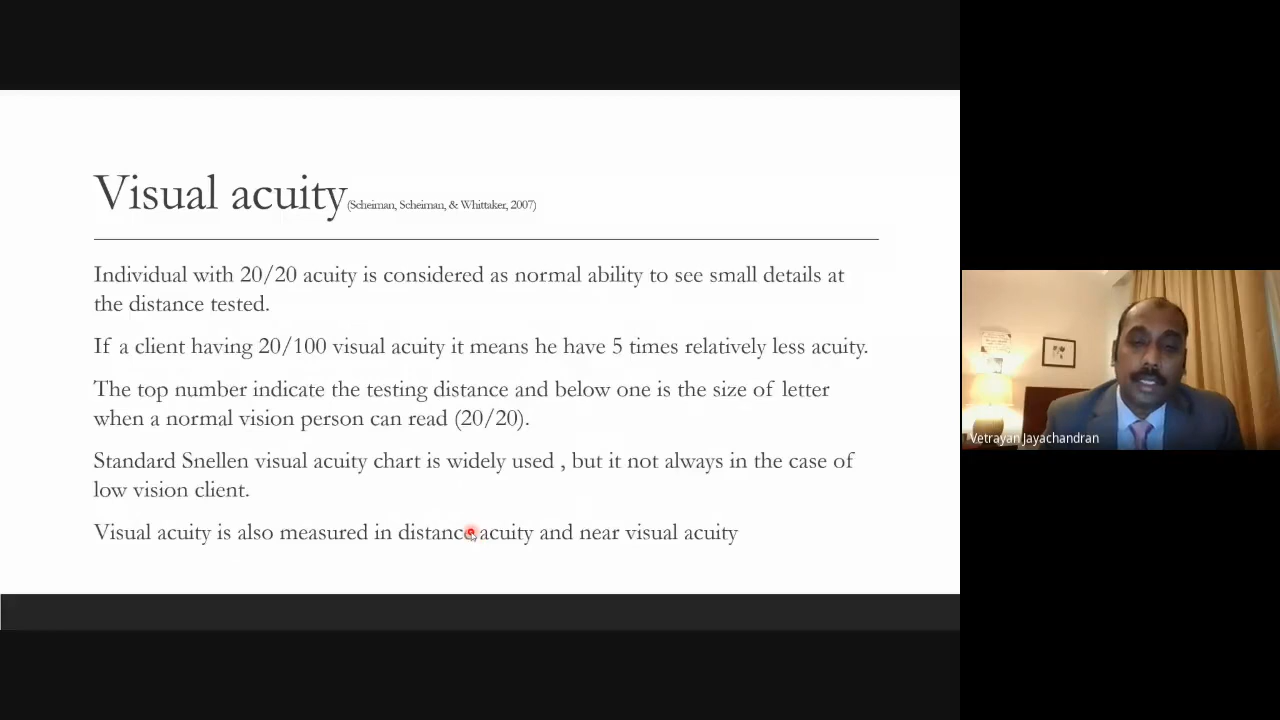 Visual acuity(Scheiman, Scheiman, & Whittaker, 2007)
Individual with 20/20 acuity is considered as normal ability to see small details at
the distance tested.
If a client having 20/100 visual acuity it means he have 5 times relatively less acuity.
The top number indicate the testing distance and below one is the size of letter
when a normal vision person can read (20/20).
Standard Snellen visual acuity chart is widely used , but it not always in the case of
low vision client.
Visual acuity is also measured in distance acuity and near visual acuity
Vetrayan Jayachandran